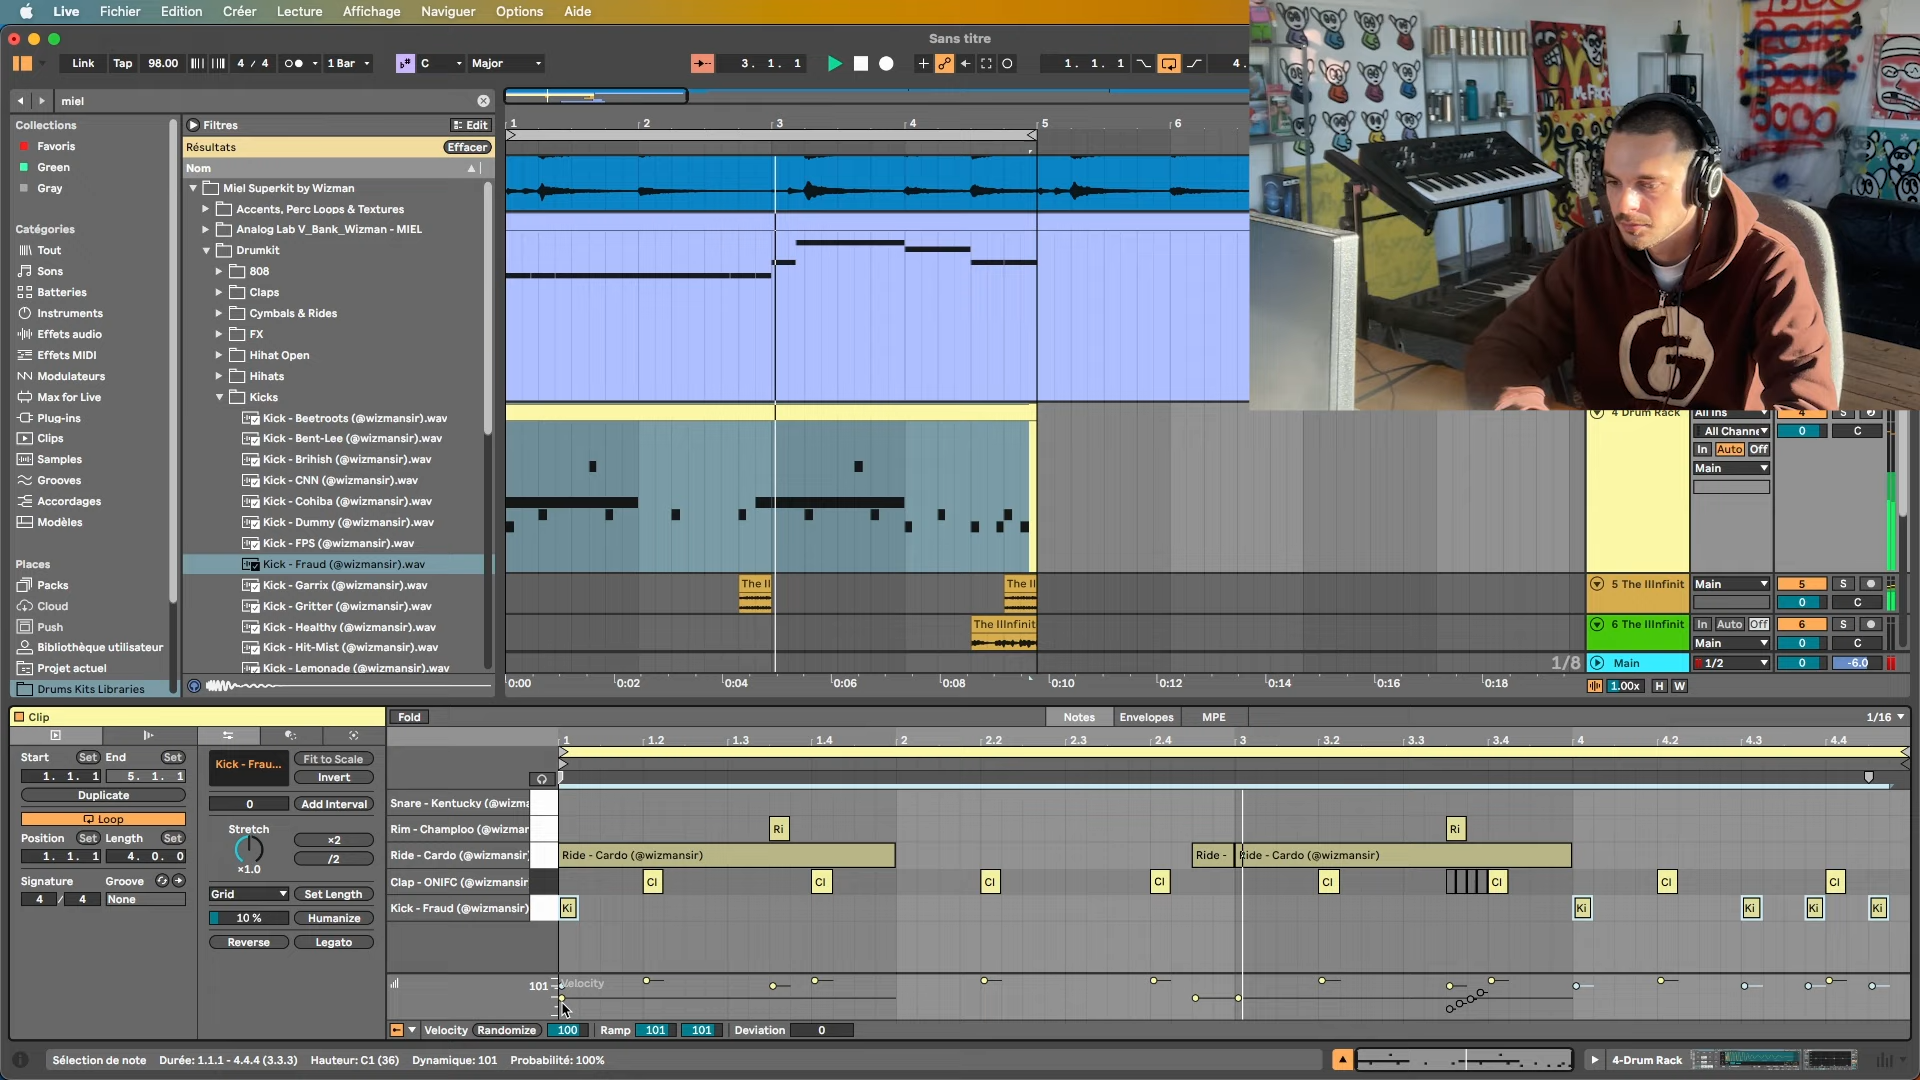 Live Fichier Edition Créer Lecture Affichage Naviguer Options Aide
Sans titre
Link Tap 98.00 4 / 4 1 Bar C Major 3. 1. 1 1. 1. 1 4.
miel
Collections
Favoris
Green
Gray
Catégories
Tout
Sons
Batteries
Instruments
Effets audio
Effets MIDI
Modulateurs
Max for Live
Plug-ins
Clips
Samples
Grooves
Accordages
Modèles
Places
Packs
Cloud
Push
Bibliothèque utilisateur
Projet actuel
Drums Kits Libraries
Filtres Edit
Résultats Effacer
Nom
Miel Superkit by Wizman
Accents, Perc Loops & Textures
Analog Lab V_Bank_Wizman - MIEL
Drumkit
808
Claps
Cymbals & Rides
FX
Hihat Open
Hihats
Kicks
Kick - Beetroots (@wizmansir).wav
Kick - Bent-Lee (@wizmansir).wav
Kick - Brihish (@wizmansir).wav
Kick - CNN (@wizmansir).wav
Kick - Cohiba (@wizmansir).wav
Kick - Dummy (@wizmansir).wav
Kick - FPS (@wizmansir).wav
Kick - Fraud (@wizmansir).wav
Kick - Garrix (@wizmansir).wav
Kick - Gritter (@wizmansir).wav
Kick - Healthy (@wizmansir).wav
Kick - Hit-Mist (@wizmansir).wav
Kick - Lemonade (@wizmansir).wav
1 2 3 4 5 6
The II The II
The IIInfinit
1/8
0:00 0:02 0:04 0:06 0:08 0:10 0:12 0:14 0:16 0:18
4 Drum Rack All Ins 4 S
All Channe 0 C
In Auto Off
Main
5 The IIInfinit Main 5 S
0 C
6 The IIInfinit In Auto Off 6 S
Main 0 C
Main 1/2 0 -6.0
1.00x H W
Clip
Start Set End Set
1. 1. 1 5. 1. 1
Duplicate
Loop
Position Set Length Set
1. 1. 1 4. 0. 0
Signature Groove
4 / 4 None
Kick - Frau...
Fit to Scale
Invert
0 Add Interval
Stretch
×2
/2
×1.0
Grid Set Length
10 % Humanize
Reverse Legato
Fold Notes Envelopes MPE 1/16
1 1.2 1.3 1.4 2 2.2 2.3 2.4 3 3.2 3.3 3.4 4 4.2 4.3 4.4
Snare - Kentucky (@wizma
Rim - Champloo (@wizmar Ri Ri
Ride - Cardo (@wizmansir) Ride - Cardo (@wizmansir) Ride - Ride - Cardo (@wizmansir)
Clap - ONIFC (@wizmansir Cl Cl Cl Cl Cl Cl Cl Cl
Kick - Fraud (@wizmansir) Ki Ki Ki Ki Ki
101 Velocity
Velocity Randomize 100 Ramp 101 101 Deviation 0
Sélection de note Durée: 1.1.1 - 4.4.4 (3.3.3) Hauteur: C1 (36) Dynamique: 101 Probabilité: 100%
4-Drum Rack